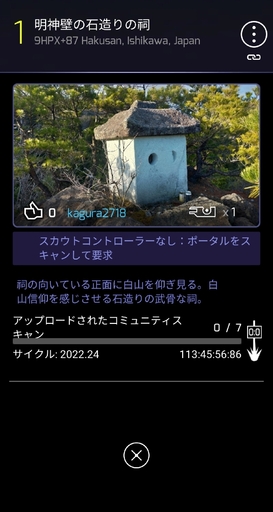 1 明神壁の石造りの祠
9HPX+87 Hakusan, Ishikawa, Japan
0 kagura2718 x1
スカウトコントローラーなし：ポータルをス
キャンして要求
祠の向いている正面に白山を仰ぎ見る。白
山信仰を感じさせる石造りの武骨な祠。
アップロードされたコミュニティス
キャン
0 / 7
0:0
サイクル: 2022.24
113:45:56:86